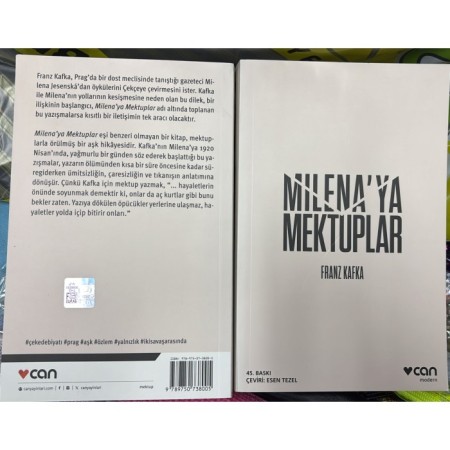 Franz Kafka, Prag'da bir dost meclisinde tanıştığı gazeteci Mi-
lena Jesenská'dan öykülerini Çekçeye çevirmesini ister. Kafka
ile Milena'nın yollarının kesişmesine neden olan bu dilek, bir
ilişkinin başlangıcı, Milena'ya Mektuplar adı altında toplanan
bu yazışmalarsa kısıtlı bir iletişimin tek aracı olacaktır.
Milena'ya Mektuplar eşi benzeri olmayan bir kitap, mektup-
larla örülmüş bir aşk hikâyesidir. Kafka'nın Milena'ya 1920
Nisan'ında, yağmurlu bir günden söz ederek başlattığı bu ya-
zışmalar, yazarın ölümünden kısa bir süre öncesine kadar sü-
regiderken ümitsizliğin, çaresizliğin ve tıkanışın anlatımına
dönüşür. Çünkü Kafka için mektup yazmak, "... hayaletlerin
önünde soyunmak demektir ki, onlar da aç kurtlar gibi bunu
bekler zaten. Yazıya dökülen öpücükler yerlerine ulaşmaz, ha-
yaletler yolda içip bitirir onları."
#çekedebiyatı #prag #aşk #özlem #yalnızlık #ikisavaşarasında
can
canyayinlari.com
canyayinlari
mektup
9 789750 738005
MILENA'YA
MEKTUPLAR
FRANZ KAFKA
45. BASKI
ÇEVİRİ: ESEN TEZEL
can
modern